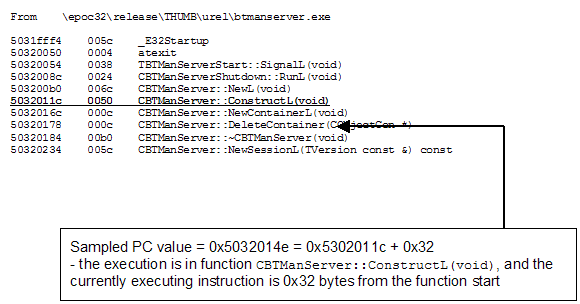 From    \epoc32\release\THUMB\urel\btmanserver.exe
5031fff4    005c    _E32Startup
50320050    0004    atexit
50320054    0038    TBTManServerStart::SignalL(void)
5032008c    0024    CBTManServerShutdown::RunL(void)
503200b0    006c    CBTManServer::NewL(void)
5032011c    0050    CBTManServer::ConstructL(void)
5032016c    000c    CBTManServer::NewContainerL(void)
50320178    000c    CBTManServer::DeleteContainer(CObjectCon *)
50320184    00b0    CBTManServer::~CBTManServer(void)
50320234    005c    CBTManServer::NewSessionL(TVersion const &) const
Sampled PC value = 0x5032014e = 0x5302011c + 0x32
- the execution is in function CBTManServer::ConstructL(void), and the
currently executing instruction is 0x32 bytes from the function start